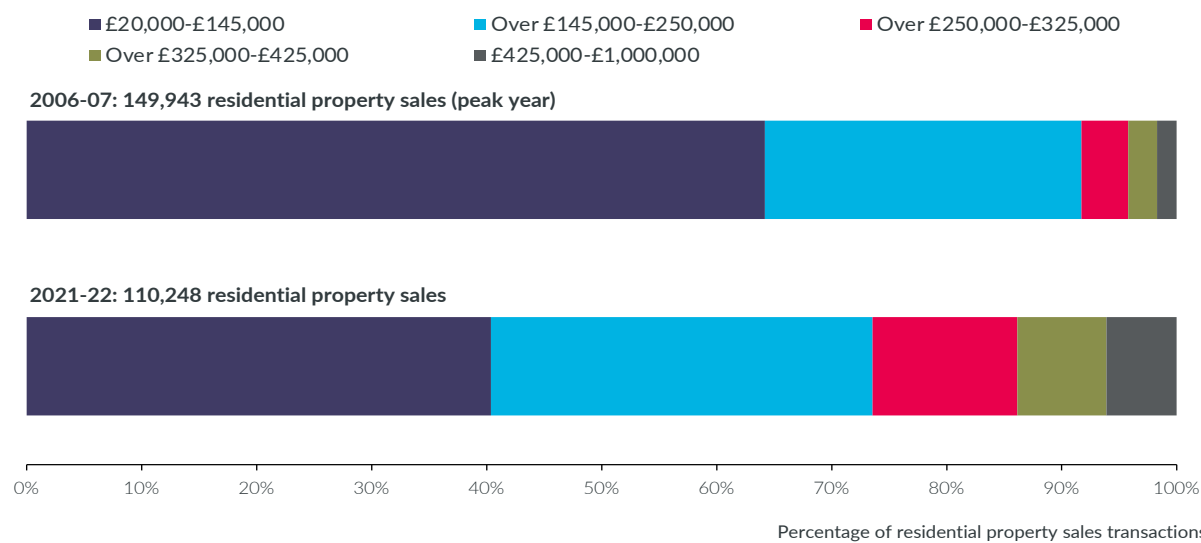 £20,000-£145,000 Over £145,000-£250,000 Over £250,000-£325,000
Over £325,000-£425,000 £425,000-£1,000,000
2006-07: 149,943 residential property sales (peak year)
2021-22: 110,248 residential property sales
0% 10% 20% 30% 40% 50% 60% 70% 80% 90% 100%
Percentage of residential property sales transactions